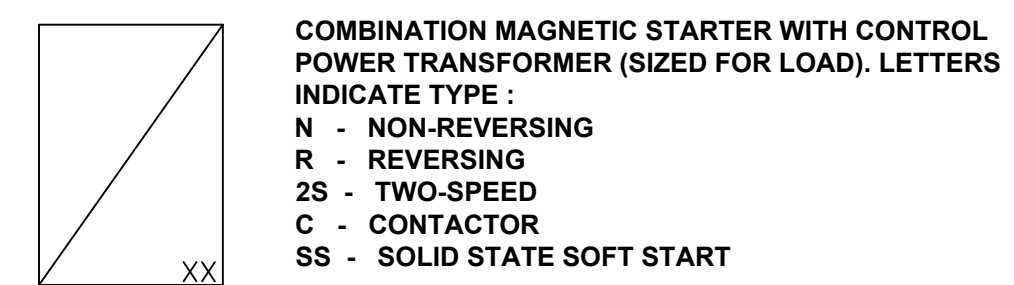 COMBINATION MAGNETIC STARTER WITH CONTROL
POWER TRANSFORMER (SIZED FOR LOAD). LETTERS
INDICATE TYPE :
N - NON-REVERSING
R - REVERSING
2S - TWO-SPEED
C - CONTACTOR
SS - SOLID STATE SOFT START
XX